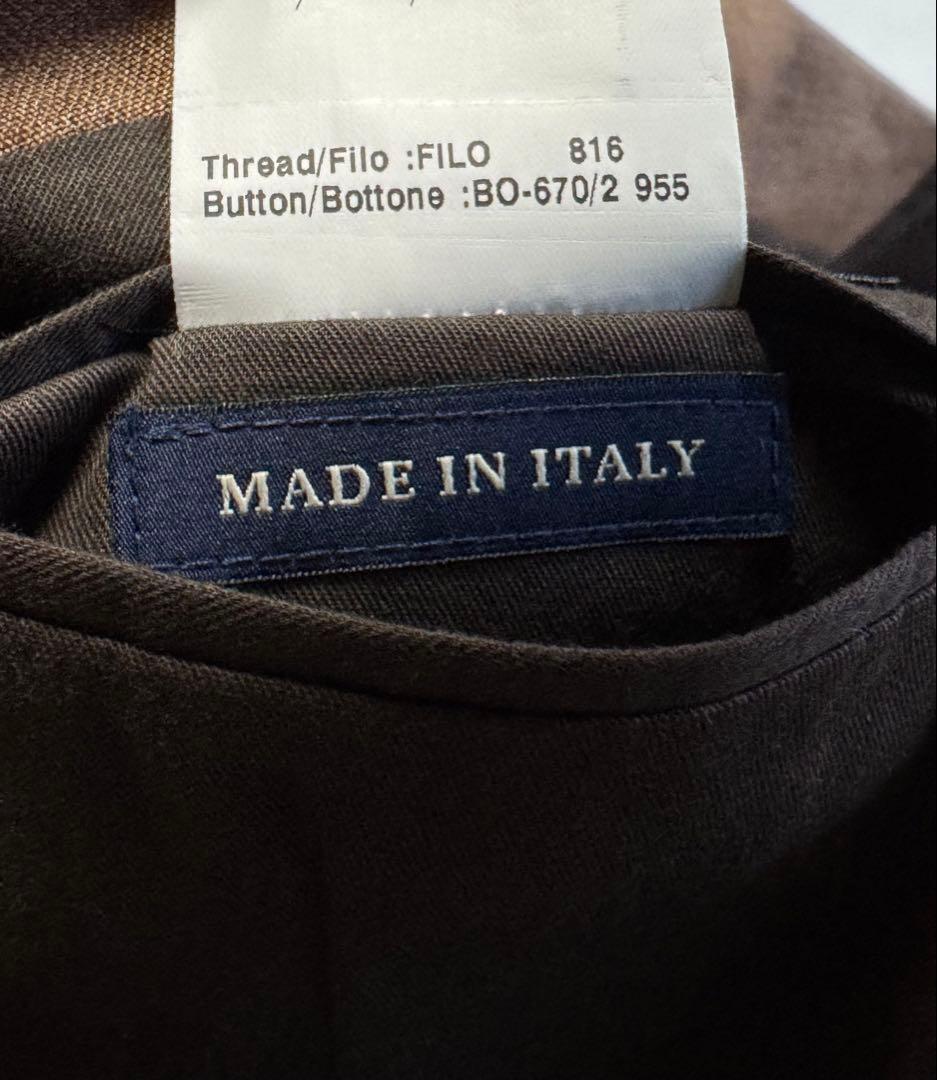 Thread/Filo :FILO 816
Button/Bottone :BO-670/2 955
MADE IN ITALY